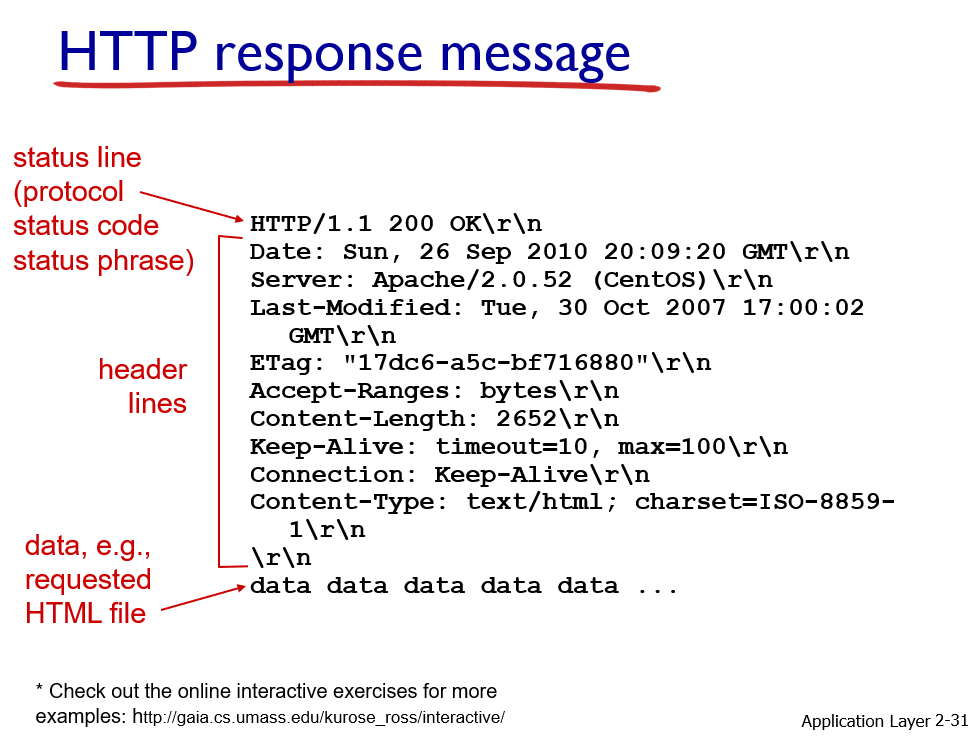 HTTP response message
status line
(protocol
status code
status phrase)
HTTP/1.1 200 OK\r\n
Date: Sun, 26 Sep 2010 20:09:20 GMT\r\n
Server: Apache/2.0.52 (CentOS)\r\n
Last-Modified: Tue, 30 Oct 2007 17:00:02
GMT\r\n
ETag: "17dc6-a5c-bf716880"\r\n
Accept-Ranges: bytes\r\n
Content-Length: 2652\r\n
Keep-Alive: timeout=10, max=100\r\n
Connection: Keep-Alive\r\n
Content-Type: text/html; charset=ISO-8859-
1\r\n
\r\n
data data data data data ...
header
lines
data, e.g.,
requested
HTML file
* Check out the online interactive exercises for more
examples: http://gaia.cs.umass.edu/kurose_ross/interactive/
Application Layer 2-31